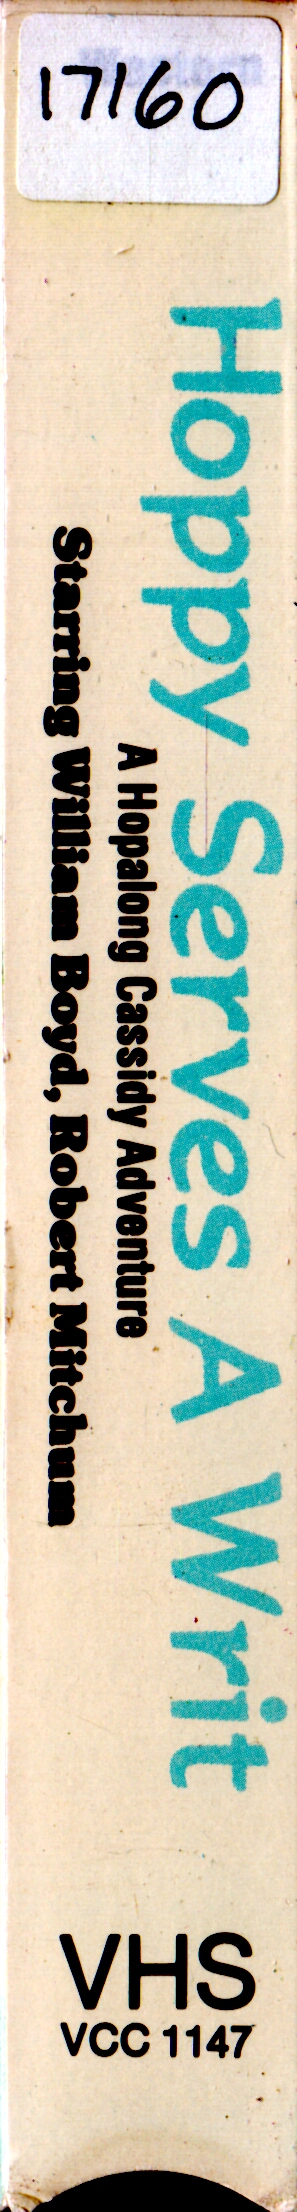 17160
Hoppy Serves A Writ
A Hopalong Cassidy Adventure
Starring William Boyd, Robert Mitchum
VHS
VCC 1147